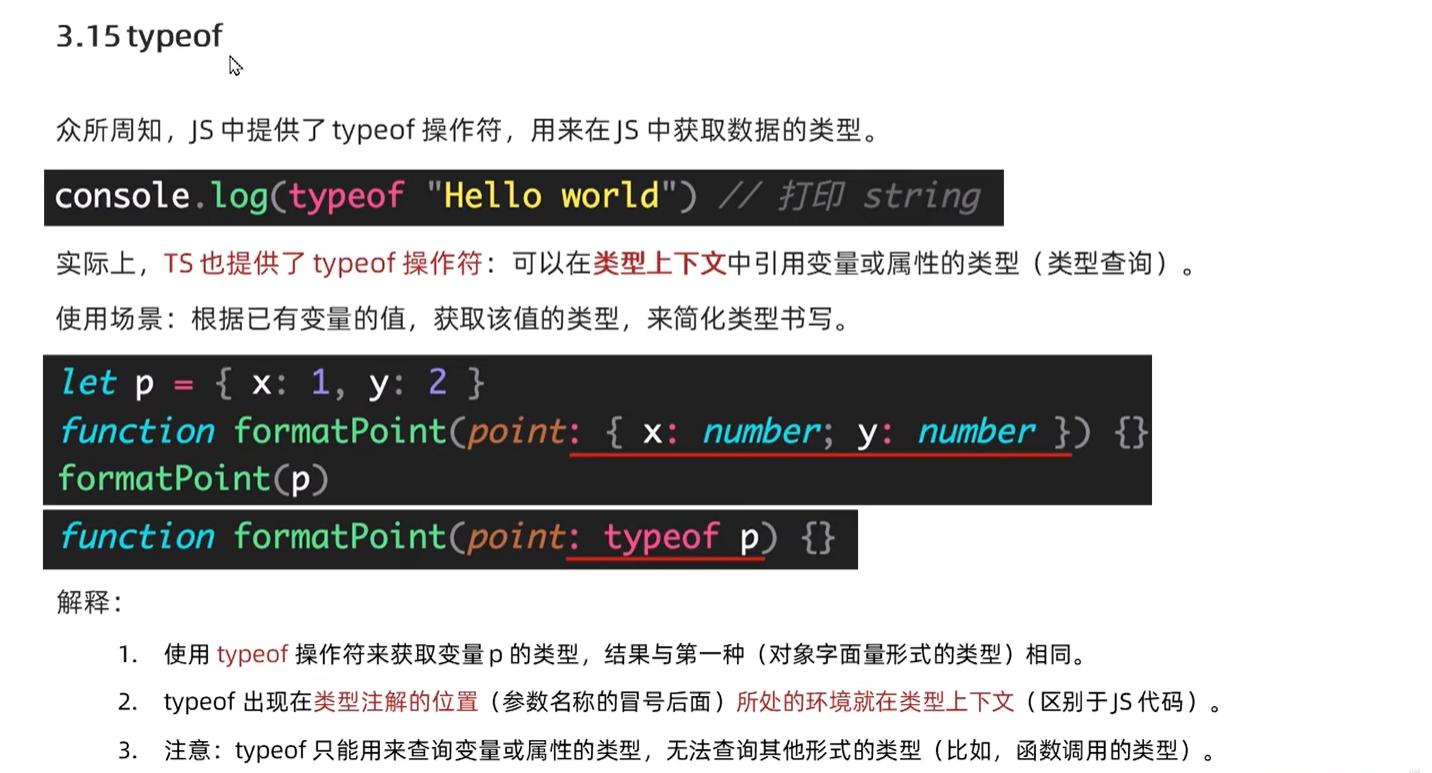 3.15 typeof
众所周知，JS 中提供了 typeof 操作符，用来在 JS 中获取数据的类型。
console.log(typeof "Hello world") // 打印 string
实际上，TS 也提供了 typeof 操作符：可以在类型上下文中引用变量或属性的类型（类型查询）。
使用场景：根据已有变量的值，获取该值的类型，来简化类型书写。
let p = { x: 1, y: 2 }
function formatPoint(point: { x: number; y: number }) {}
formatPoint(p)
function formatPoint(point: typeof p) {}
解释：
1. 使用 typeof 操作符来获取变量 p 的类型，结果与第一种（对象字面量形式的类型）相同。
2. typeof 出现在类型注解的位置（参数名称的冒号后面）所处的环境就在类型上下文（区别于 JS 代码）。
3. 注意：typeof 只能用来查询变量或属性的类型，无法查询其他形式的类型（比如，函数调用的类型）。